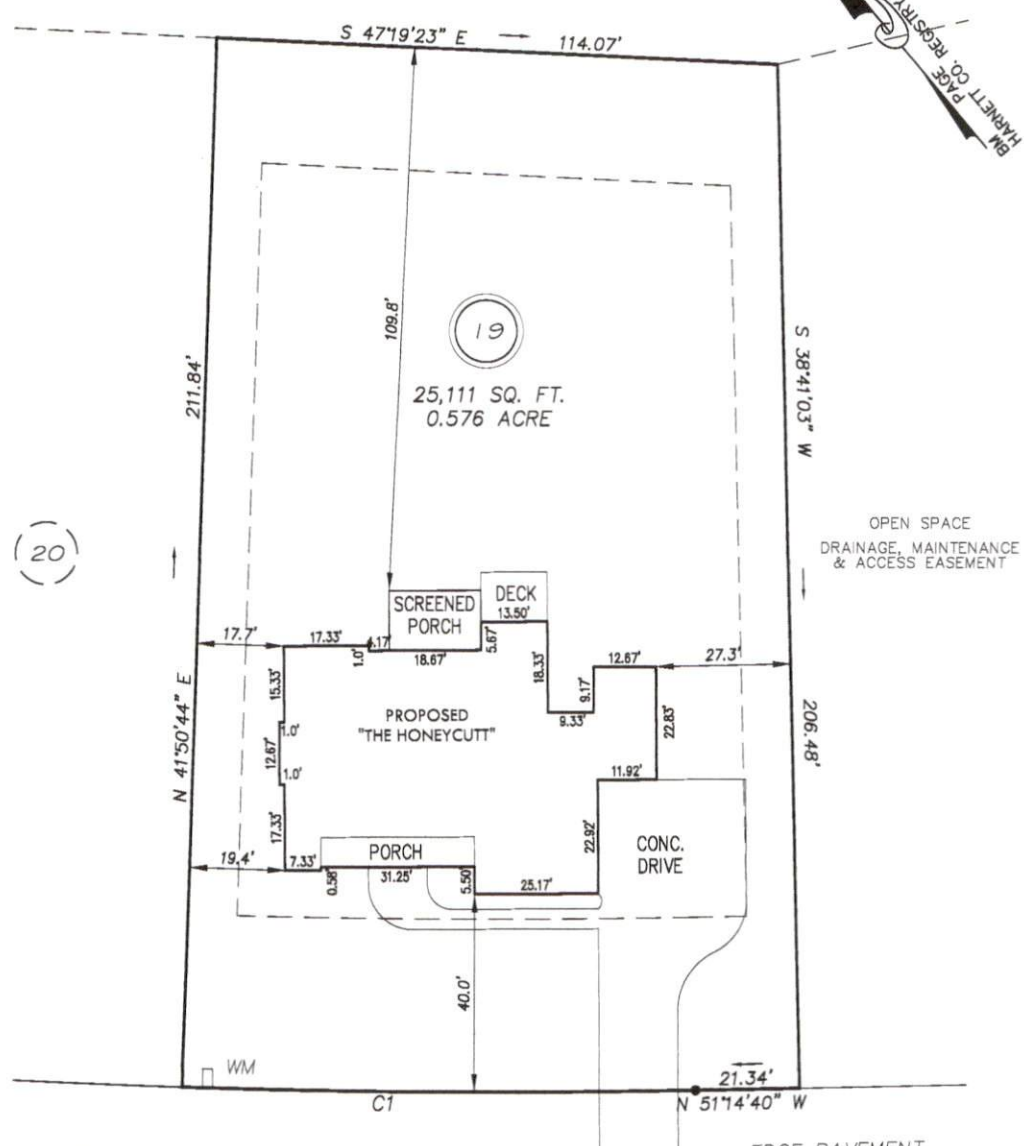 S 47°19'23" E
114.07'
BM
PAGE
HARNETT CO. REGISTRY
211.84'
109.8'
19
25,111 SQ. FT.
0.576 ACRE
S 38°41'03" W
20
OPEN SPACE
DRAINAGE, MAINTENANCE
& ACCESS EASEMENT
SCREENED
PORCH
DECK
13.50'
17.7'
17.33'
1.0'
18.67'
5.67'
18.33'
12.67'
27.3'
9.17'
9.33'
22.83'
15.33'
1.0'
12.67'
1.0'
PROPOSED
"THE HONEYCUTT"
206.48'
N 41°50'44" E
11.92'
17.33'
22.92'
CONC.
DRIVE
19.4'
7.33'
0.58'
PORCH
31.25'
5.50'
25.17'
40.0'
WM
C1
21.34'
N 51°14'40" W
EDGE PAVEMENT